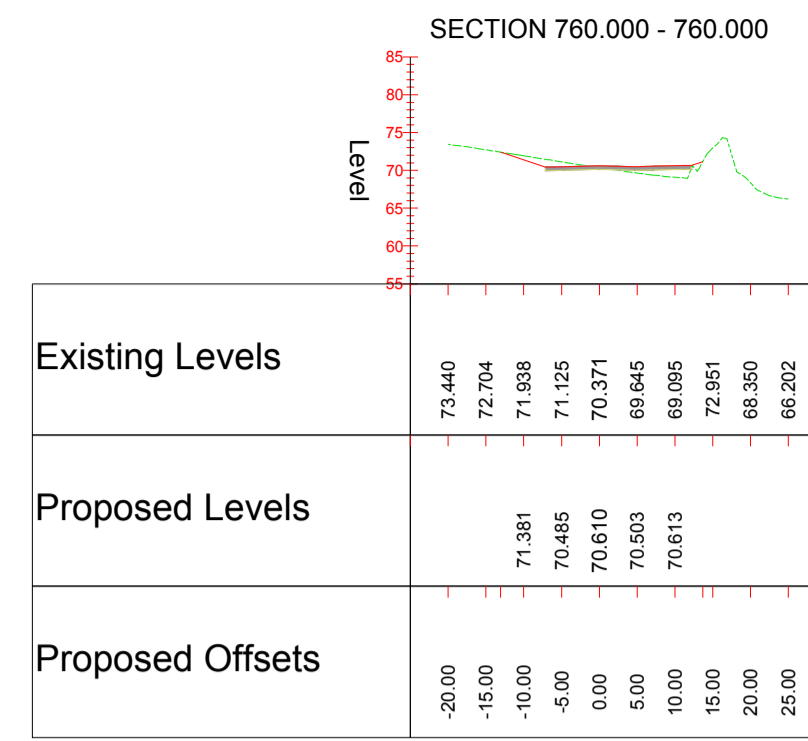 SECTION 760.000 - 760.000
85
80
75
70
65
60
55
Level
Existing Levels
73.440 72.704 71.938 71.125 70.371 69.645 69.095 72.951 68.350 66.202
Proposed Levels
71.381 70.485 70.610 70.503 70.613
Proposed Offsets
-20.00 -15.00 -10.00 -5.00 0.00 5.00 10.00 15.00 20.00 25.00